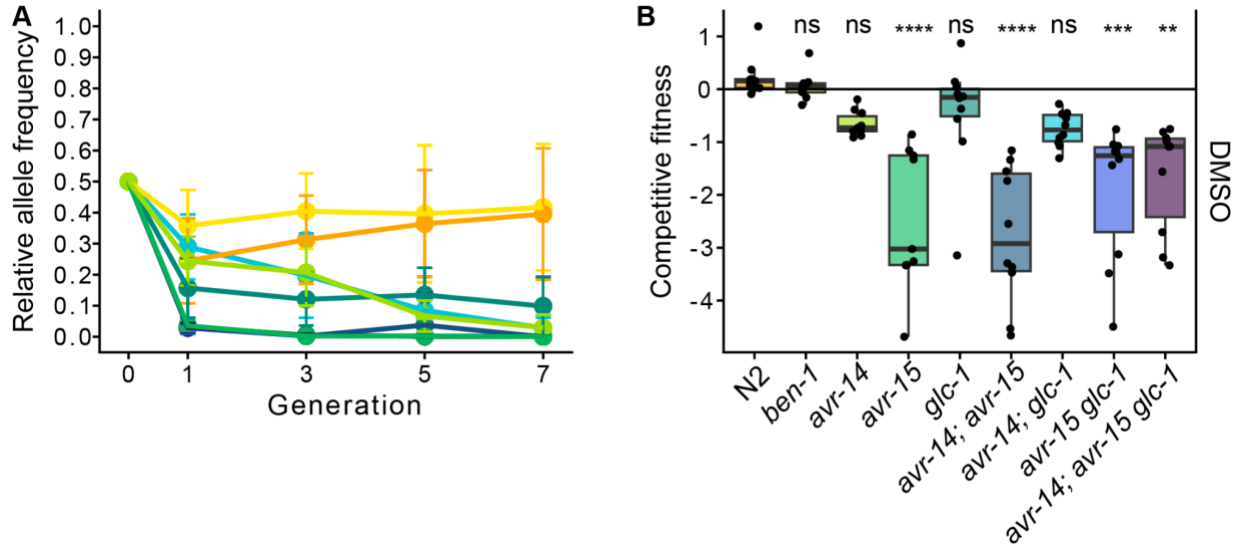 A
Relative allele frequency
1.0
0.9
0.8
0.7
0.6
0.5
0.4
0.3
0.2
0.1
0.0
0 1 3 5 7
Generation
B
Competitive fitness
1
0
-1
-2
-3
-4
ns ns **** ns **** ns *** **
N2
ben-1
avr-14
avr-15
glc-1
avr-14; avr-15
avr-14; glc-1
avr-15 glc-1
avr-14; avr-15 glc-1
DMSO